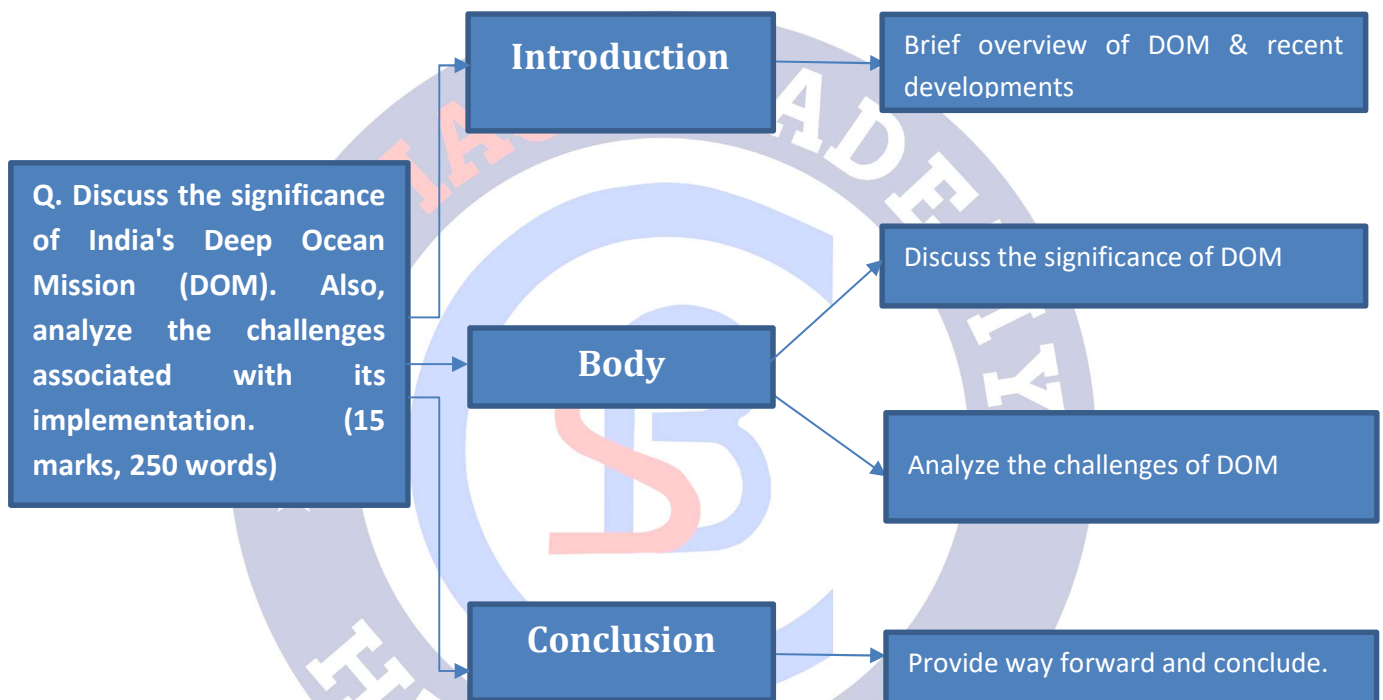 Introduction
Brief overview of DOM & recent
developments
Q. Discuss the significance
of India's Deep Ocean
Mission (DOM). Also,
analyze the challenges
associated with its
implementation. (15
marks, 250 words)
Body
Discuss the significance of DOM
Analyze the challenges of DOM
Conclusion
Provide way forward and conclude.